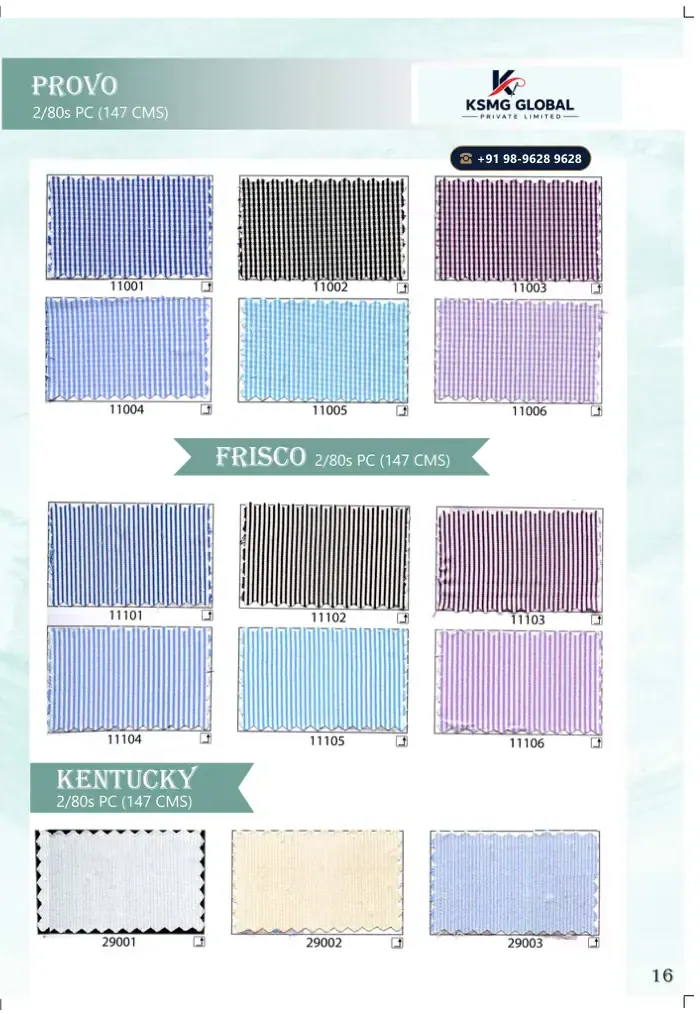 PROVO
2/80s PC (147 CMS)
KSMG GLOBAL
PRIVATE LIMITED
+91 98-9628 9628
11001
11002
11003
11004
11005
11006
FRISCO 2/80s PC (147 CMS)
11101
11102
11103
11104
11105
11106
KENTUCKY
2/80s PC (147 CMS)
29001
29002
29003
16